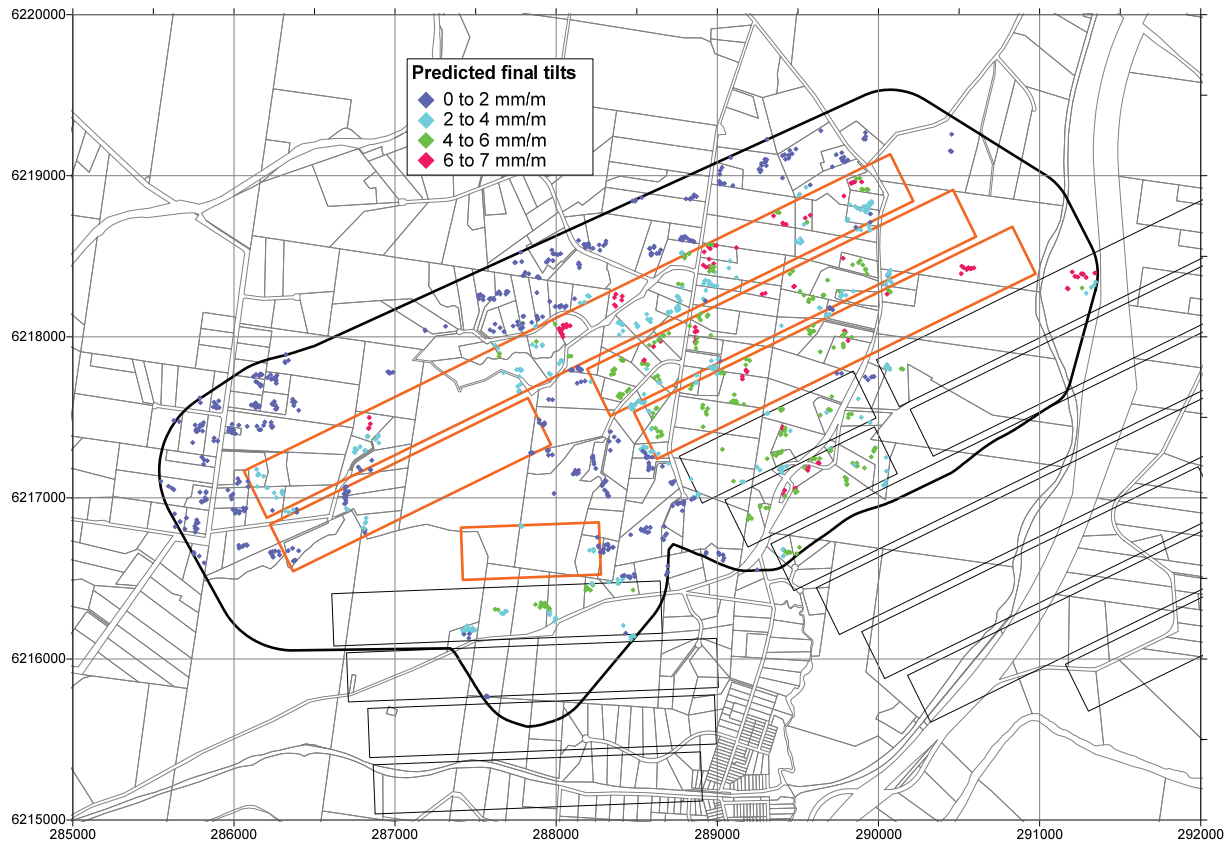 6220000
Predicted final tilts
0 to 2 mm/m
2 to 4 mm/m
4 to 6 mm/m
6 to 7 mm/m
6219000
6218000
6217000
6216000
6215000
285000 286000 287000 288000 289000 290000 291000 292000